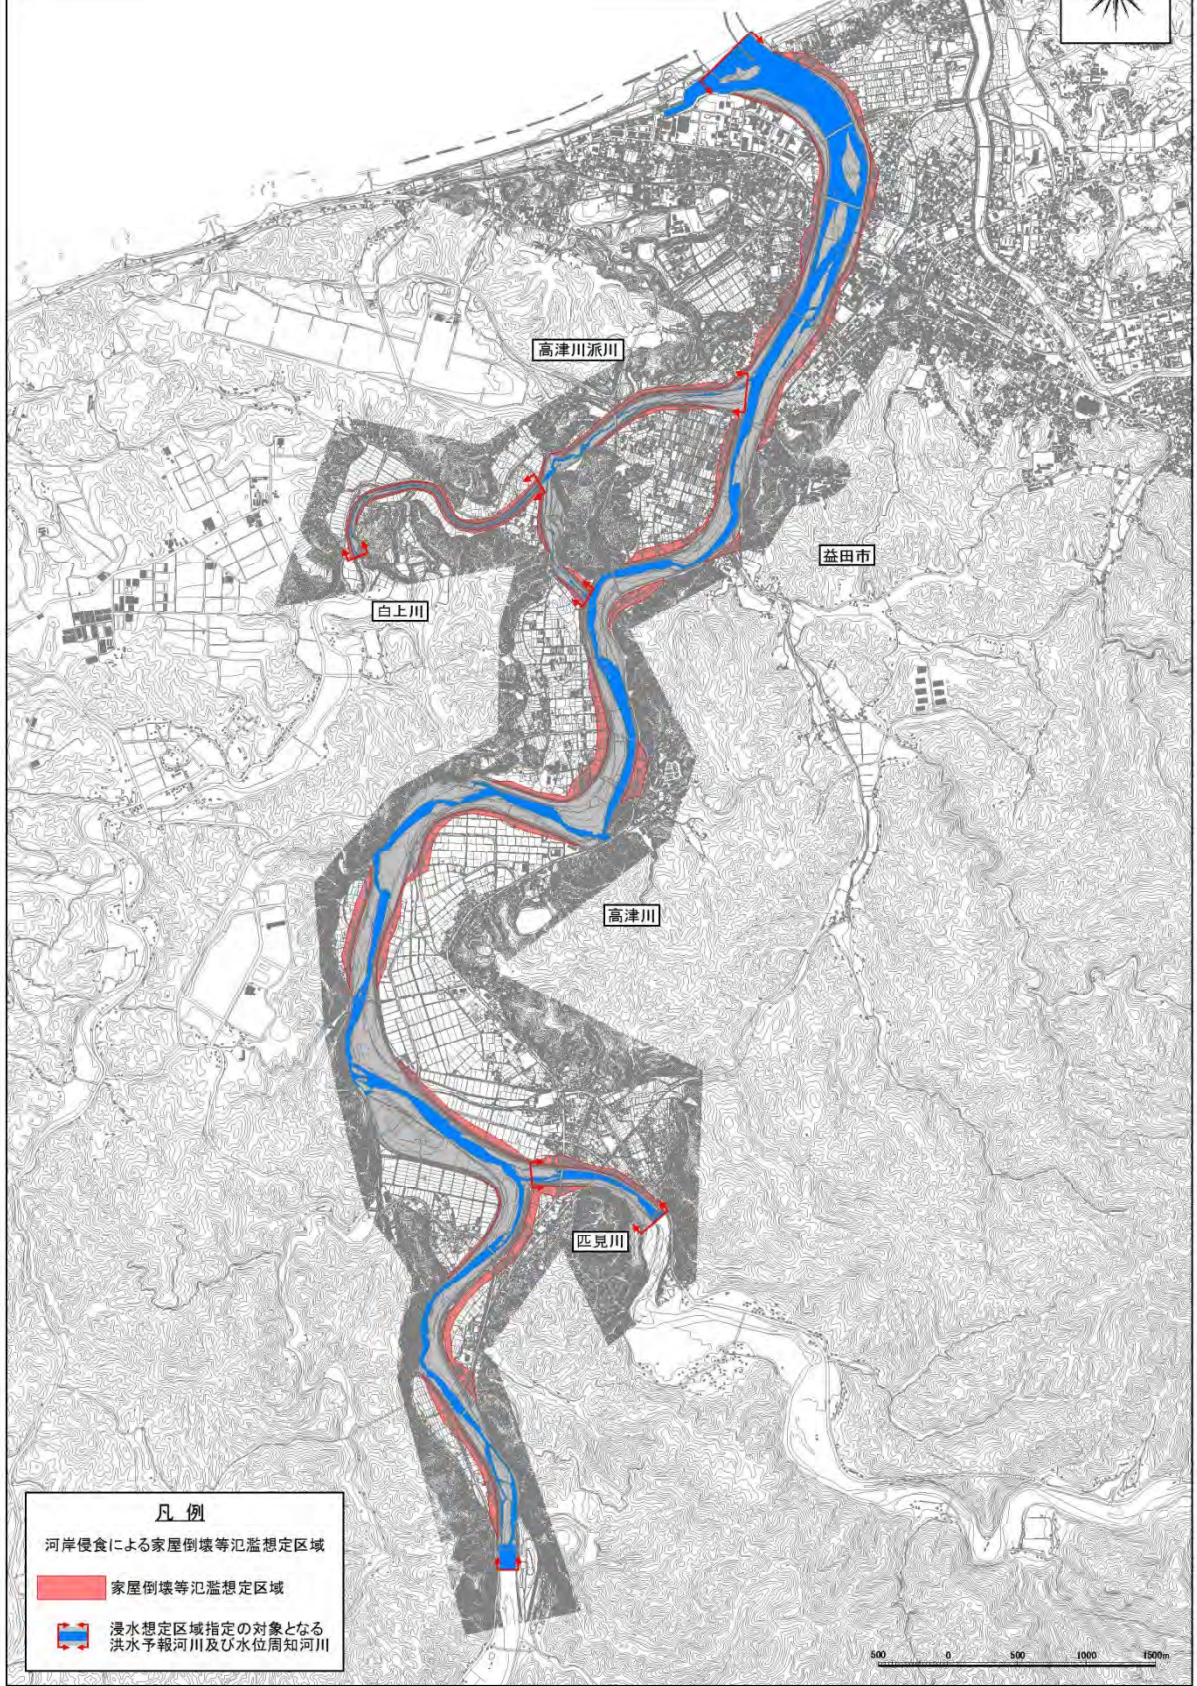 高津川派川
益田市
白上川
高津川
匹見川
凡 例
河岸侵食による家屋倒壊等氾濫想定区域
家屋倒壊等氾濫想定区域
浸水想定区域指定の対象となる
洪水予報河川及び水位周知河川
500 0 500 1000 1500m